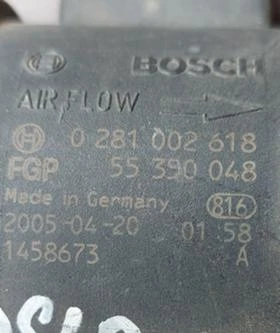 BOSCH
AIR FLOW
0 281 002 618
FGP 55 350 048
Made in Germany 816
2005-04-20 01 58
1458673 A